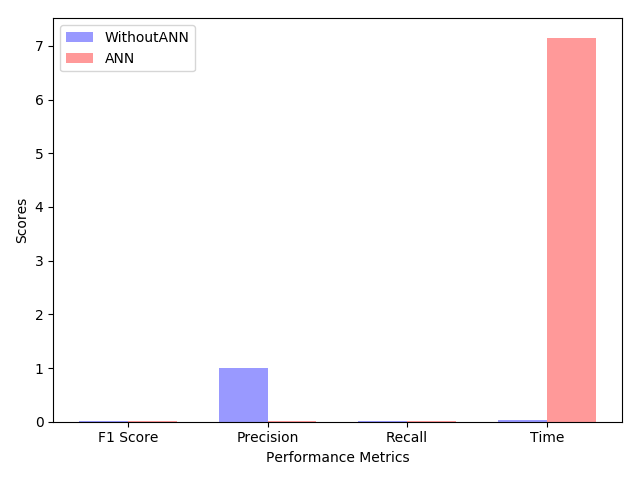 WithoutANN
ANN
7
6
5
4
3
2
1
0
Scores
F1 Score Precision Recall Time
Performance Metrics